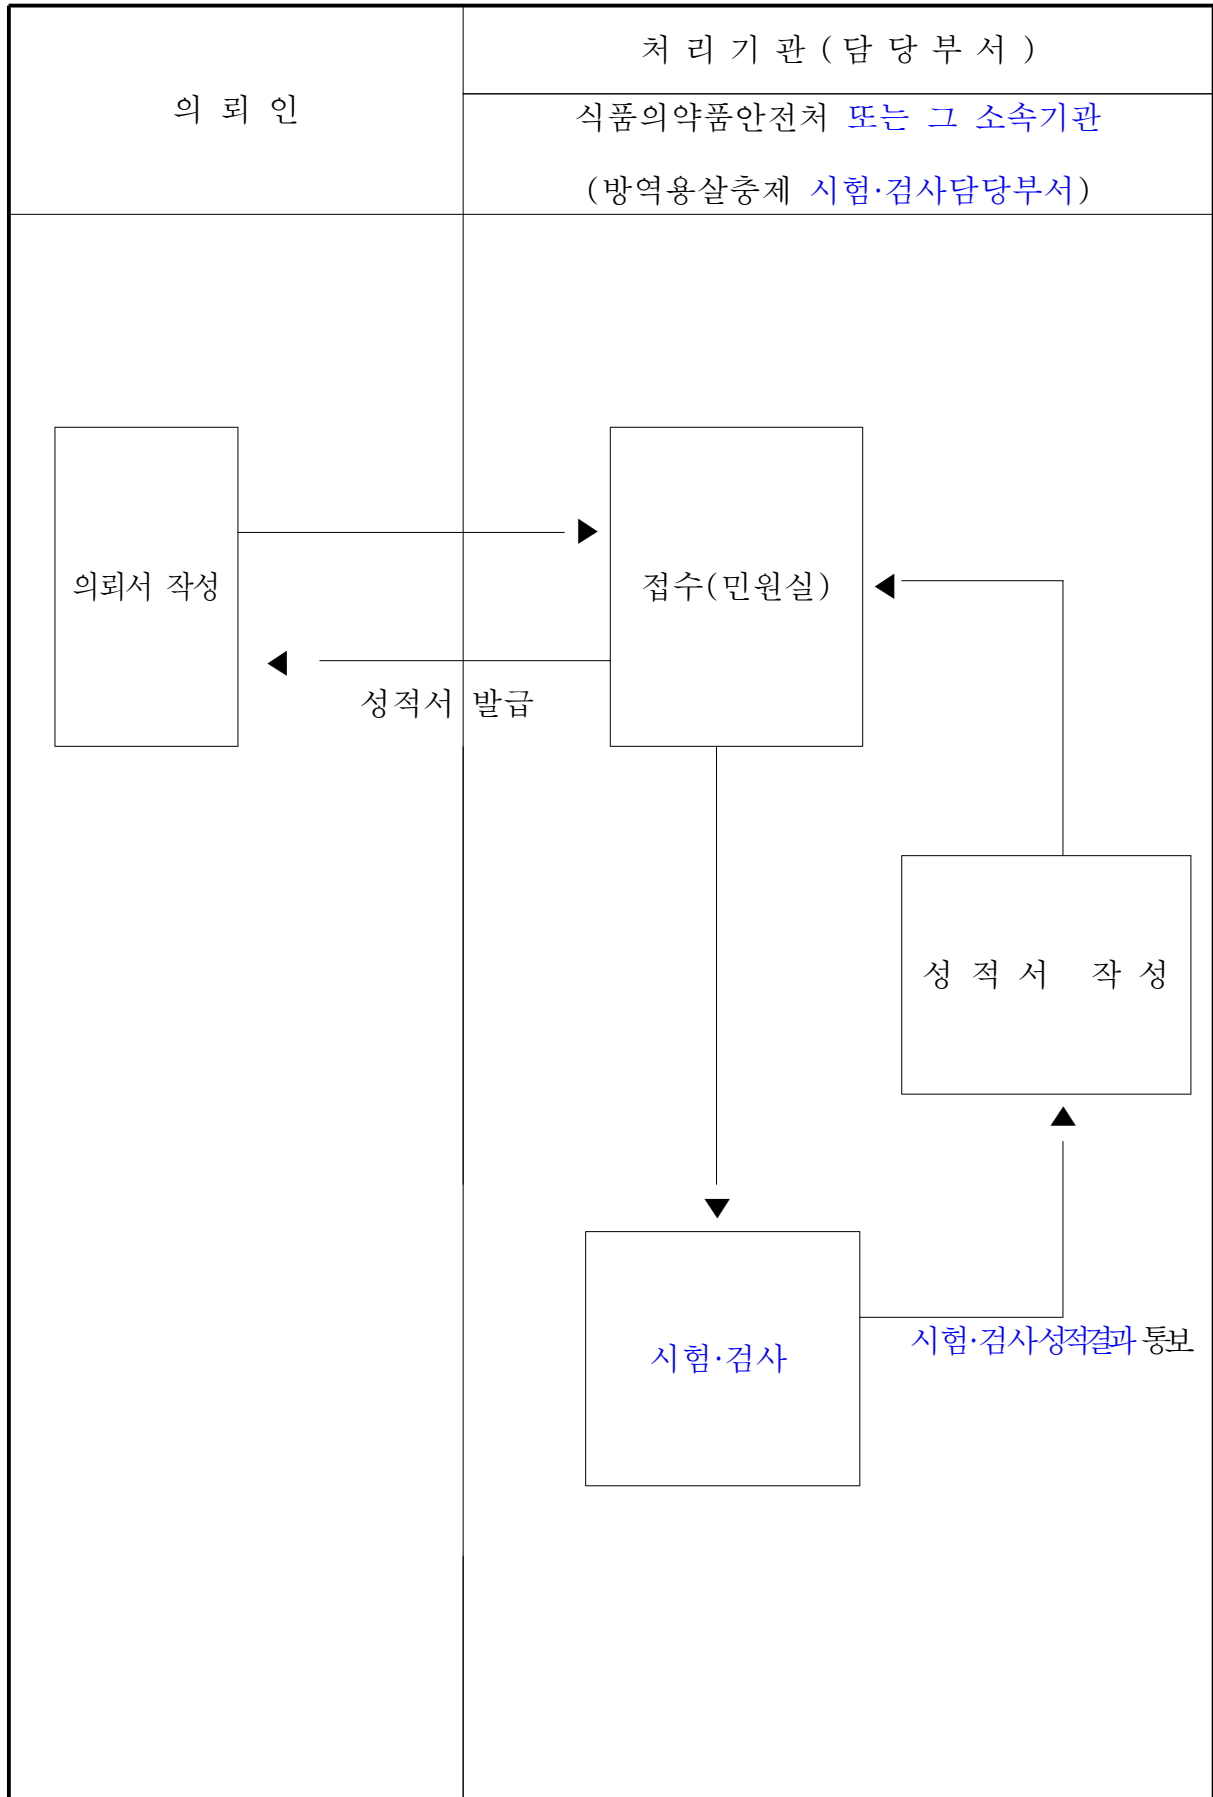 의 뢰 인
처 리 기 관 ( 담 당 부 서 )
식품의약품안전처 또는 그 소속기관
(방역용살충제 시험·검사담당부서)
의뢰서 작성
접수(민원실)
성적서 발급
성 적 서 작 성
시험·검사
시험·검사성적결과 통보